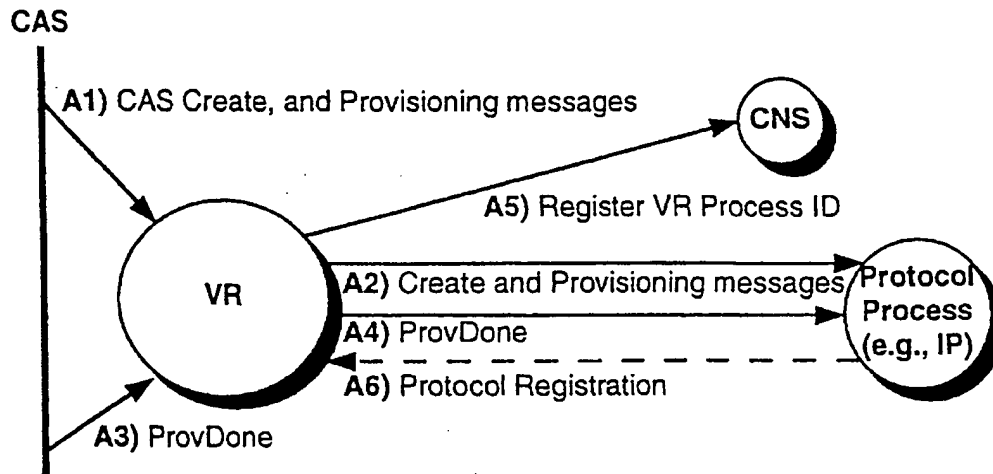 CAS
A1) CAS Create, and Provisioning messages
CNS
A5) Register VR Process ID
VR
A2) Create and Provisioning messages
Protocol
Process
(e.g., IP)
A4) ProvDone
A6) Protocol Registration
A3) ProvDone